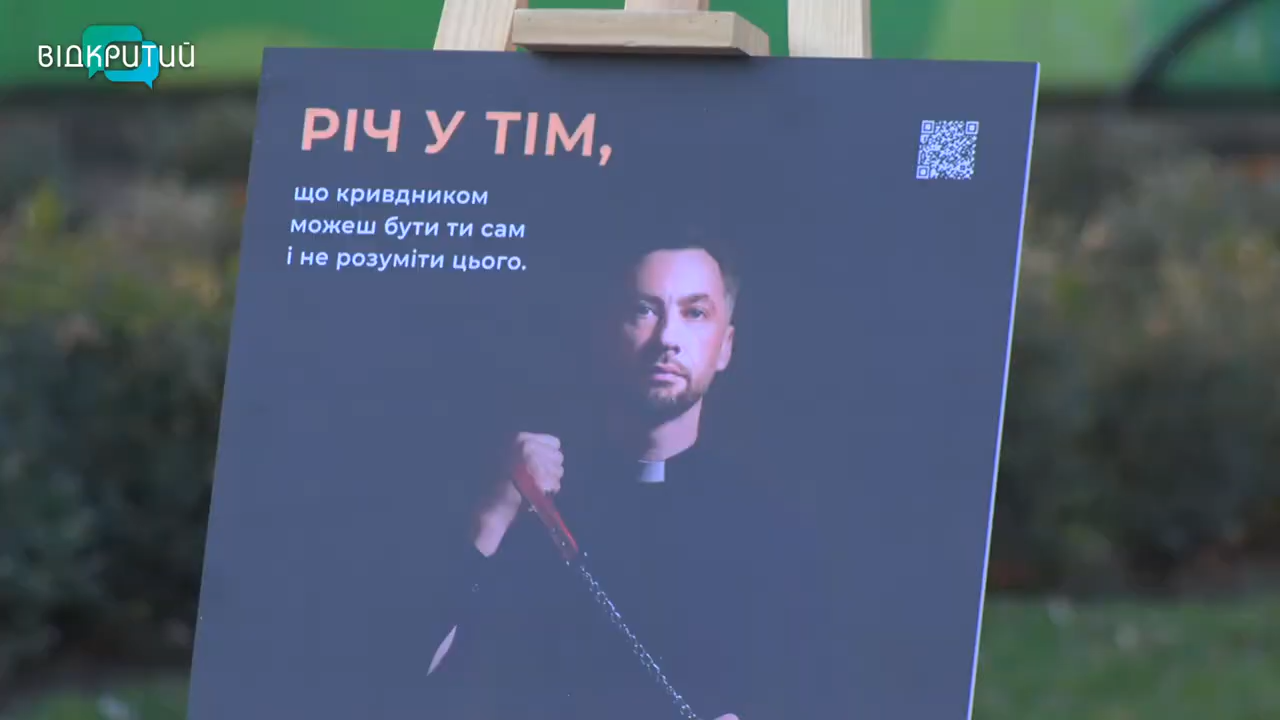 ВІДКРИТИЙ
РІЧ У ТІМ,
що кривдником
можеш бути ти сам
і не розуміти цього.